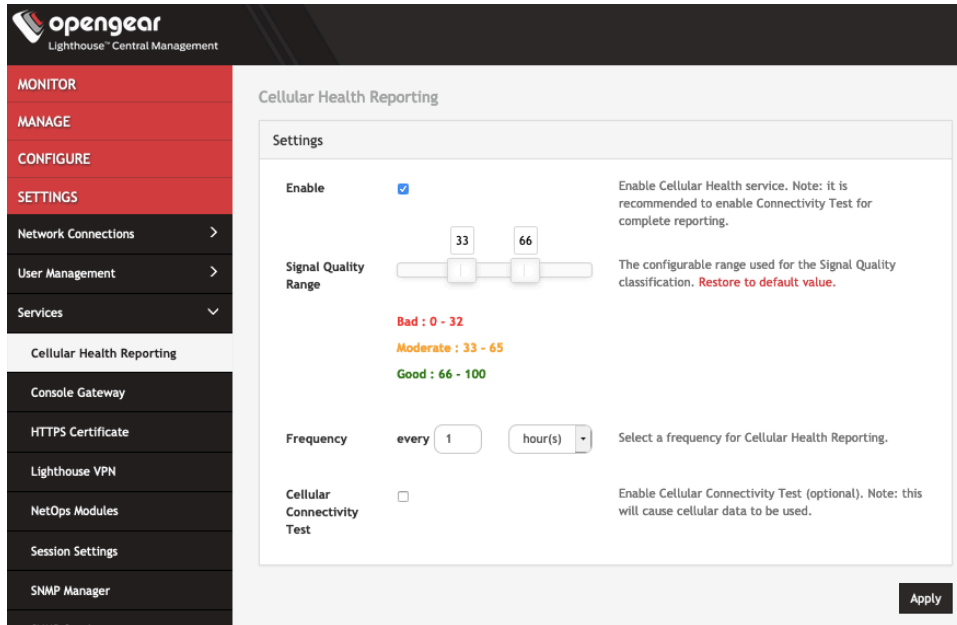 opengear
Lighthouse™ Central Management
MONITOR
MANAGE
CONFIGURE
SETTINGS
Network Connections
User Management
Services
Cellular Health Reporting
Console Gateway
HTTPS Certificate
Lighthouse VPN
NetOps Modules
Session Settings
SNMP Manager
Cellular Health Reporting
Settings
Enable
Enable Cellular Health service. Note: it is
recommended to enable Connectivity Test for
complete reporting.
33 66
Signal Quality
Range
The configurable range used for the Signal Quality
classification. Restore to default value.
Bad : 0 - 32
Moderate : 33 - 65
Good : 66 - 100
Frequency every 1 hour(s)
Select a frequency for Cellular Health Reporting.
Cellular
Connectivity
Test
Enable Cellular Connectivity Test (optional). Note: this
will cause cellular data to be used.
Apply